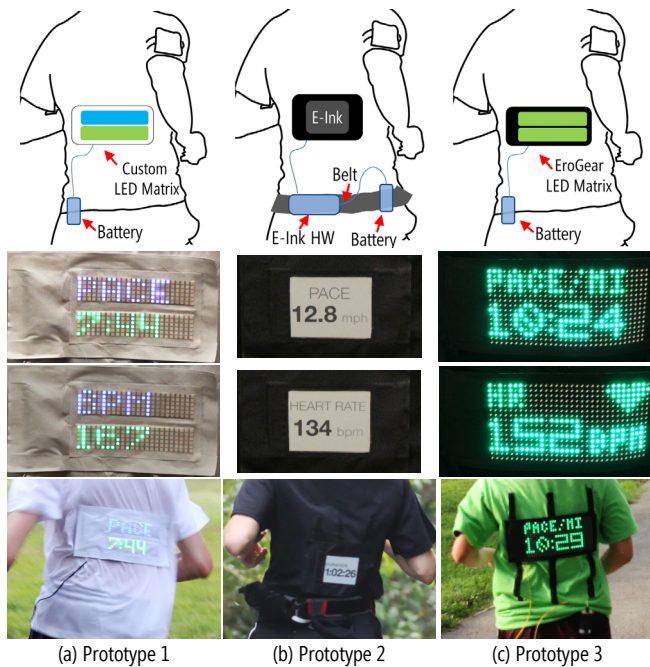 Custom
LED Matrix
Battery
E-Ink
Belt
E-Ink HW
Battery
EroGear
LED Matrix
Battery
PACE
7:44
PACE
12.8 mph
PACE/MI
10:24
BPM
167
HEART RATE
134 bpm
HR
152 BPM
PACE
7:44
1:02:26
PACE/MI
10:29
(a) Prototype 1
(b) Prototype 2
(c) Prototype 3